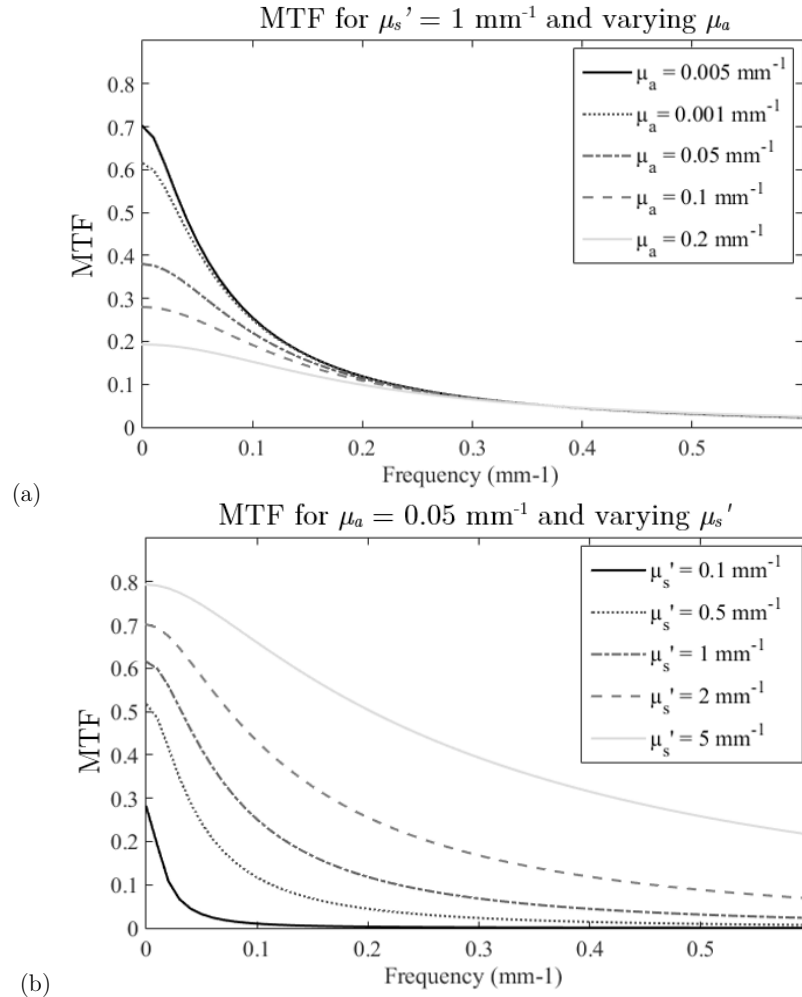 MTF for μs' = 1 mm-1 and varying μa
0.8
0.7
0.6
0.5
0.4
0.3
0.2
0.1
0
MTF
μa = 0.005 mm-1
μa = 0.001 mm-1
μa = 0.05 mm-1
μa = 0.1 mm-1
μa = 0.2 mm-1
0 0.1 0.2 0.3 0.4 0.5
Frequency (mm-1)
(a)
MTF for μa = 0.05 mm-1 and varying μs'
0.8
0.7
0.6
0.5
0.4
0.3
0.2
0.1
0
MTF
μs' = 0.1 mm-1
μs' = 0.5 mm-1
μs' = 1 mm-1
μs' = 2 mm-1
μs' = 5 mm-1
0 0.1 0.2 0.3 0.4 0.5
Frequency (mm-1)
(b)